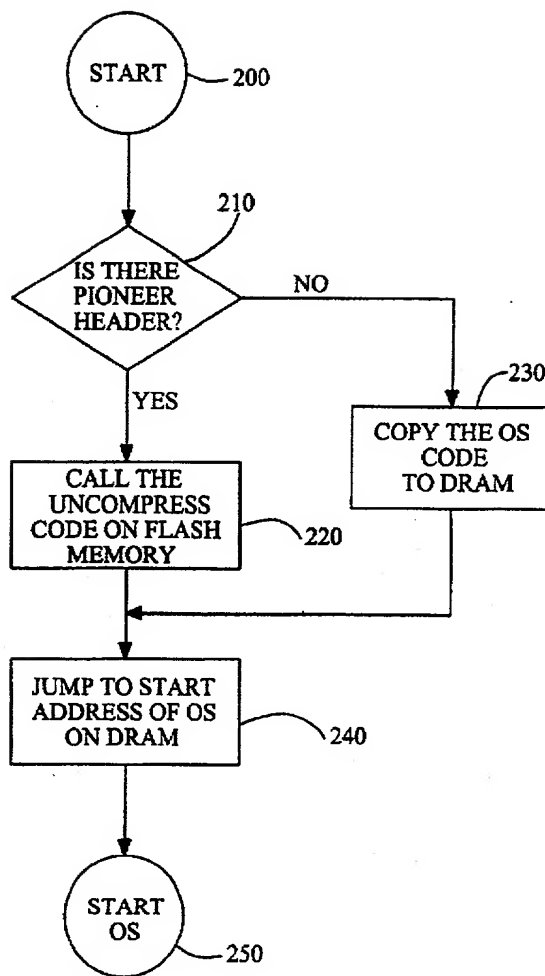 START
200
210
IS THERE
PIONEER
HEADER?
NO
YES
230
COPY THE OS
CODE
TO DRAM
CALL THE
UNCOMPRESS
CODE ON FLASH
MEMORY
220
JUMP TO START
ADDRESS OF OS
ON DRAM
240
START
OS
250